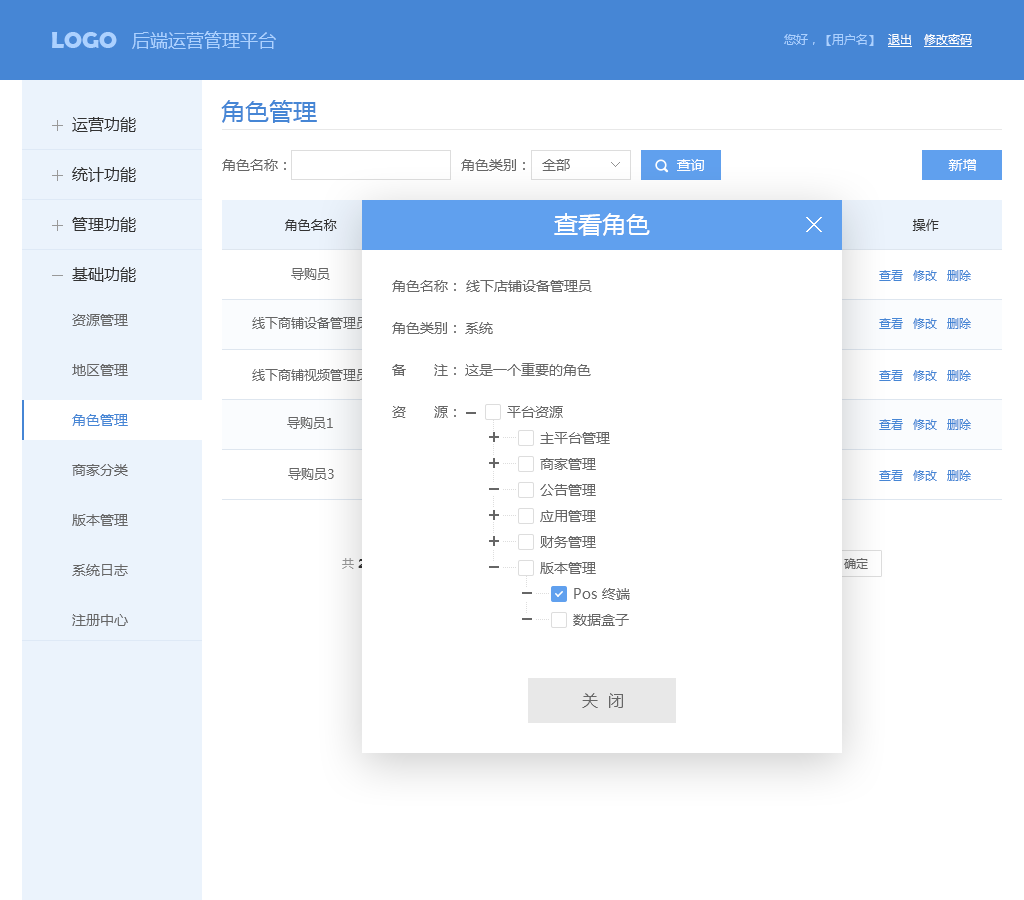 LOGO 后端运营管理平台
您好，【用户名】 退出 修改密码
运营功能
统计功能
管理功能
基础功能
资源管理
地区管理
角色管理
商家分类
版本管理
系统日志
注册中心
角色管理
角色名称： 角色类别： 全部 查询 新增
角色名称 操作
导购员 查看 修改 删除
线下商铺设备管理员 查看 修改 删除
线下商铺视频管理员 查看 修改 删除
导购员1 查看 修改 删除
导购员3 查看 修改 删除
共 2 确定
查看角色
角色名称： 线下店铺设备管理员
角色类别： 系统
备 注： 这是一个重要的角色
资 源： 平台资源
主平台管理
商家管理
公告管理
应用管理
财务管理
版本管理
Pos 终端
数据盒子
关 闭